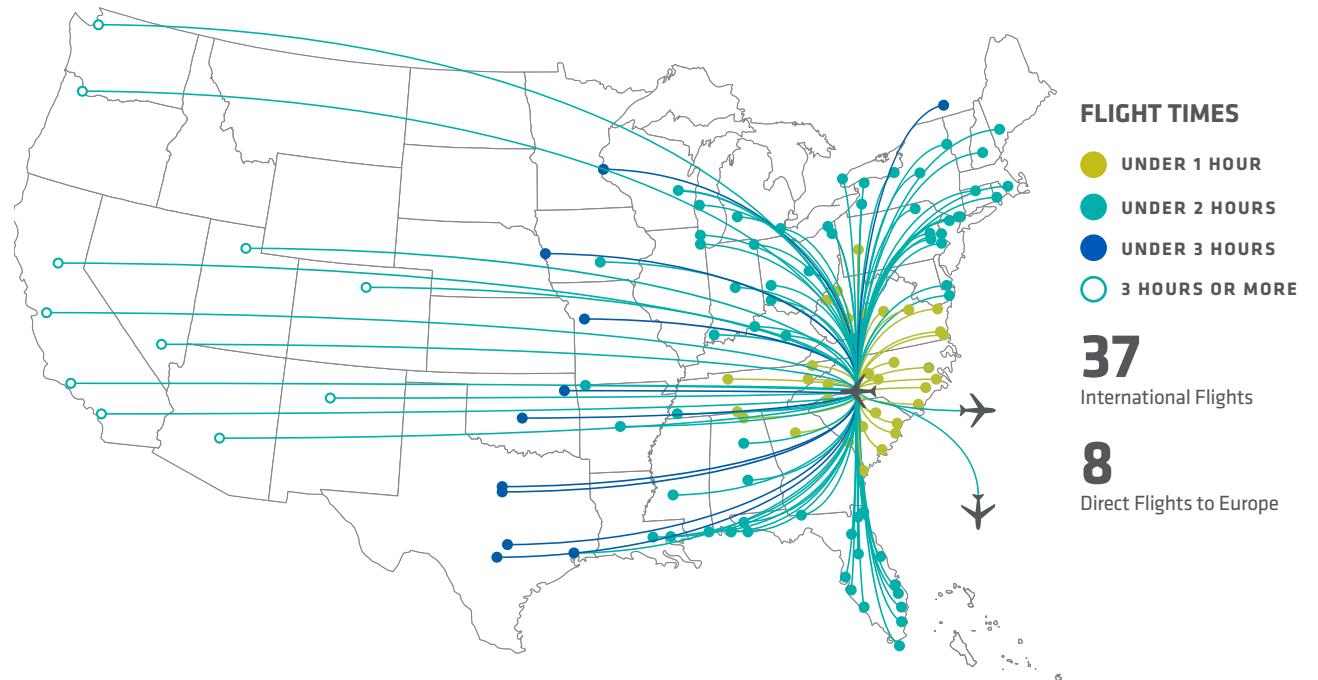 FLIGHT TIMES
UNDER 1 HOUR
UNDER 2 HOURS
UNDER 3 HOURS
3 HOURS OR MORE
37
International Flights
8
Direct Flights to Europe